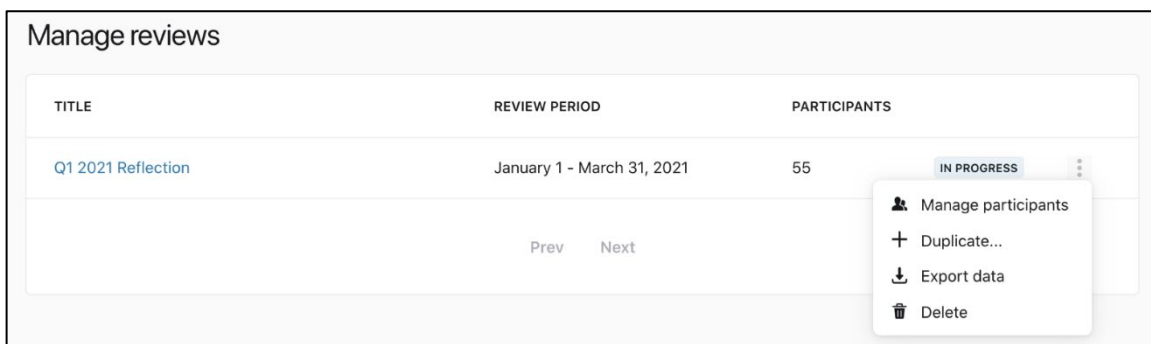 Manage reviews
TITLE REVIEW PERIOD PARTICIPANTS
Q1 2021 Reflection January 1 - March 31, 2021 55 IN PROGRESS
Manage participants
Prev Next
Duplicate...
Export data
Delete